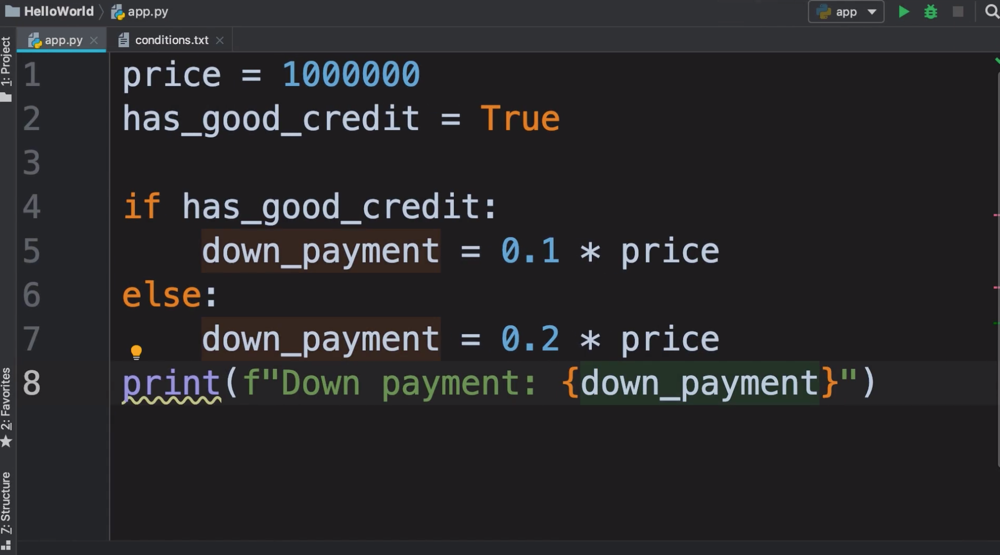 HelloWorld app.py
app
app.py
conditions.txt
1: Project
2: Favorites
7: Structure
1 price = 1000000
2 has_good_credit = True
3
4 if has_good_credit:
5     down_payment = 0.1 * price
6 else:
7     down_payment = 0.2 * price
8 print(f"Down payment: {down_payment}")